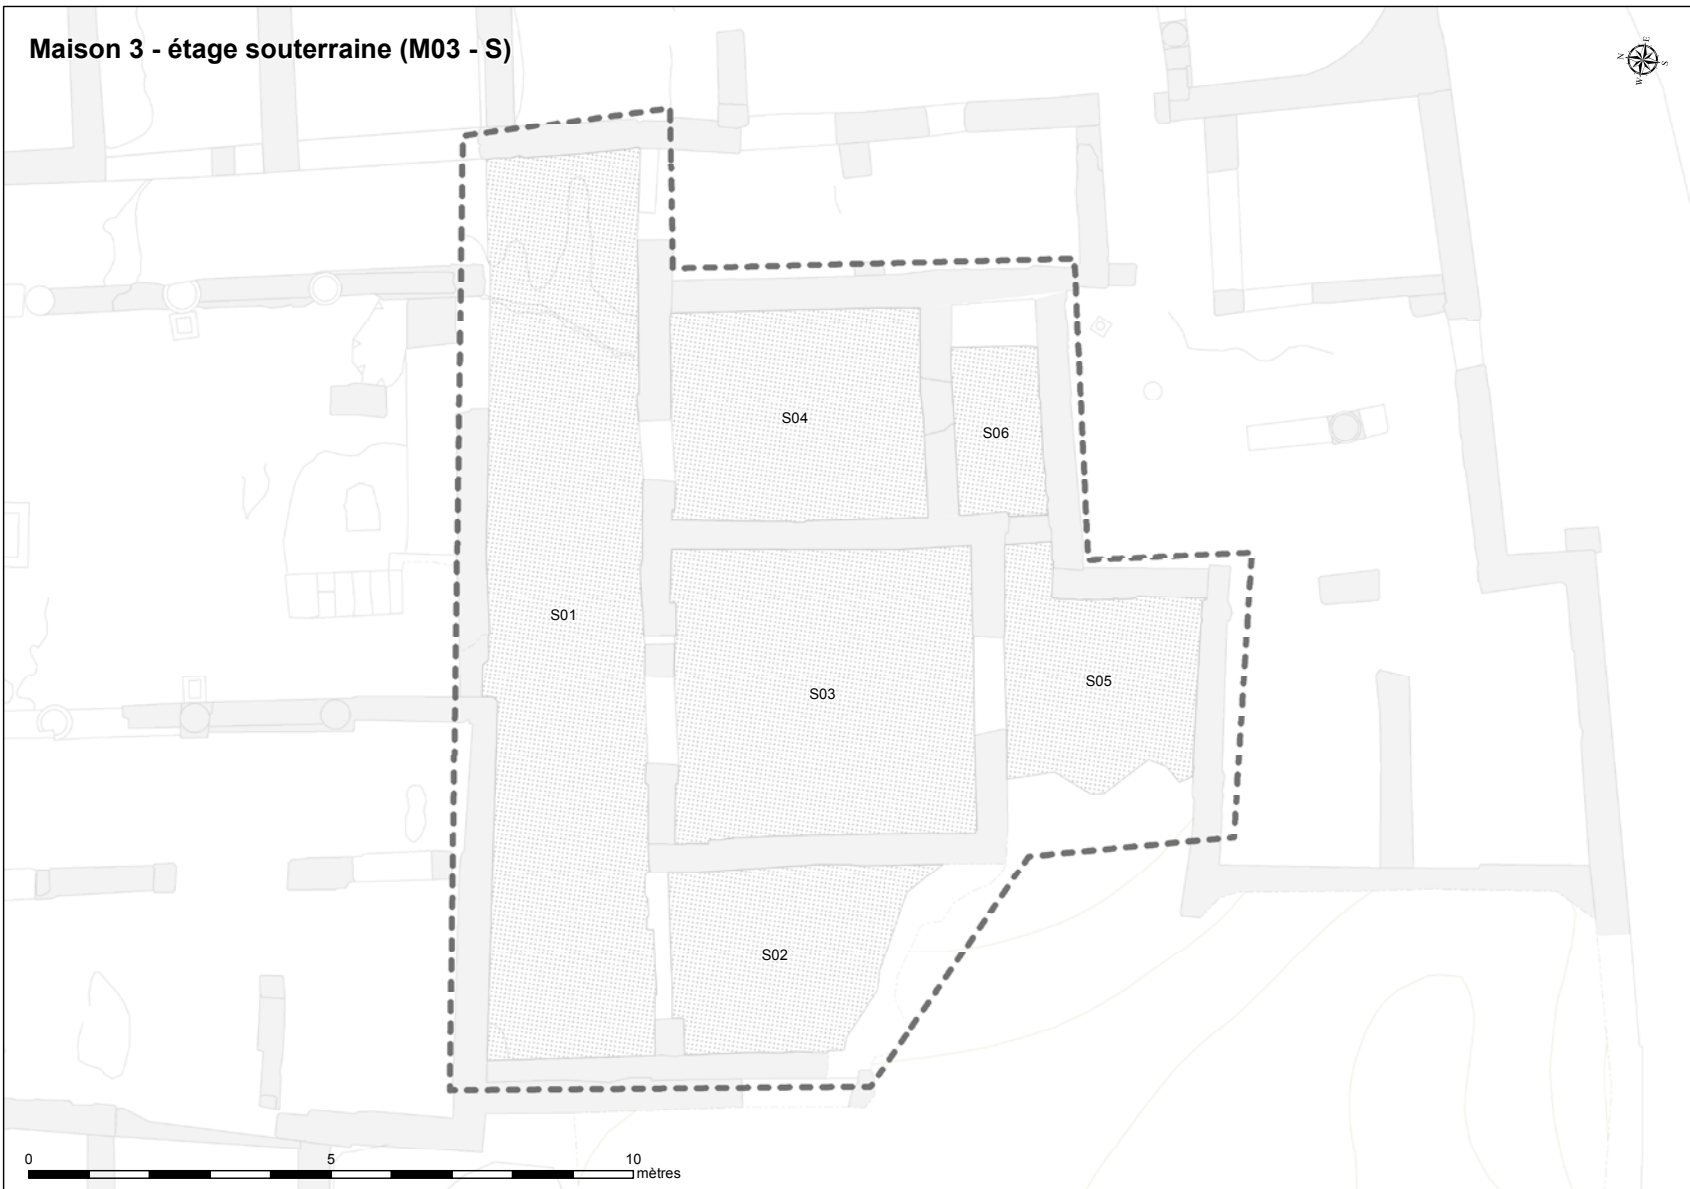 Maison 3 - étage souterraine (M03 - S)
N E
W S
S04
S06
S01
S05
S03
S02
0 5 10
mètres